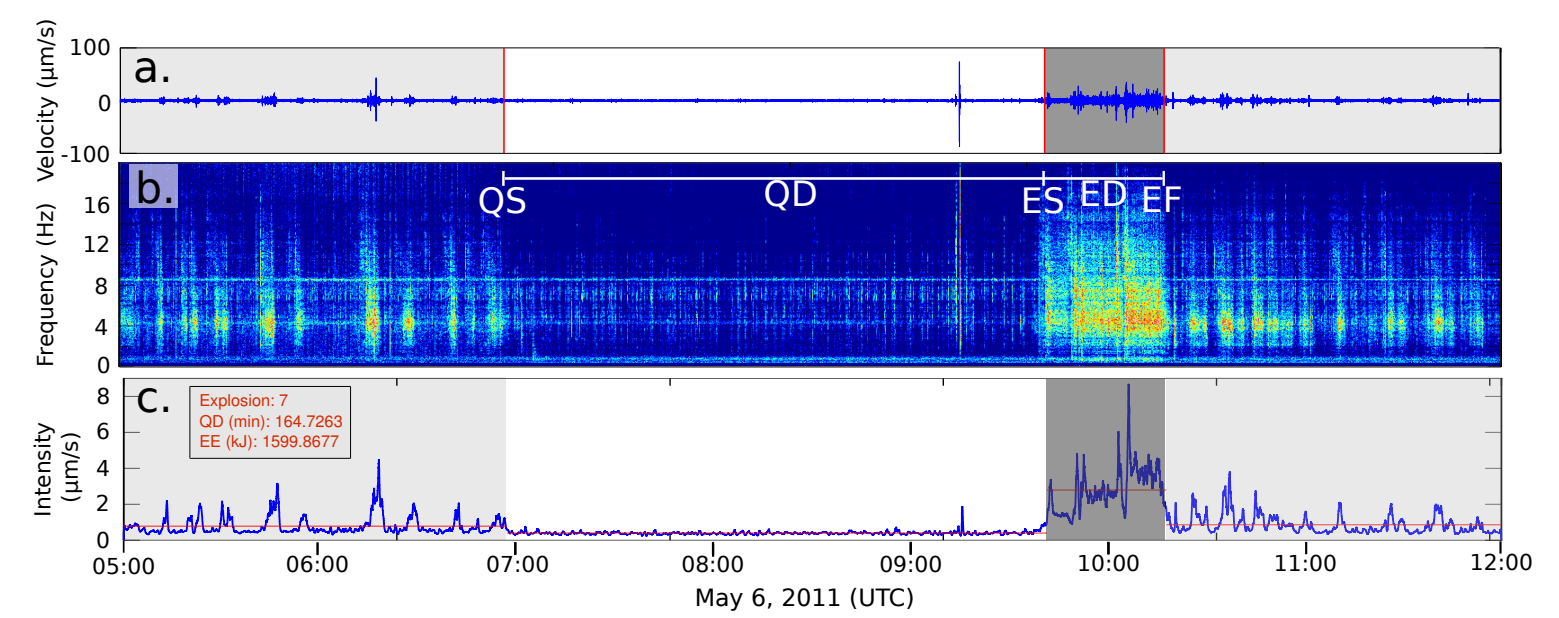 Velocity (μm/s)
100
0
-100
a.
Frequency (Hz)
16
12
8
4
0
b.
QS
QD
ES
ED
EF
Intensity
(μm/s)
8
6
4
2
0
c.
Explosion: 7
QD (min): 164.7263
EE (kJ): 1599.8677
05:00 06:00 07:00 08:00 09:00 10:00 11:00 12:00
May 6, 2011 (UTC)